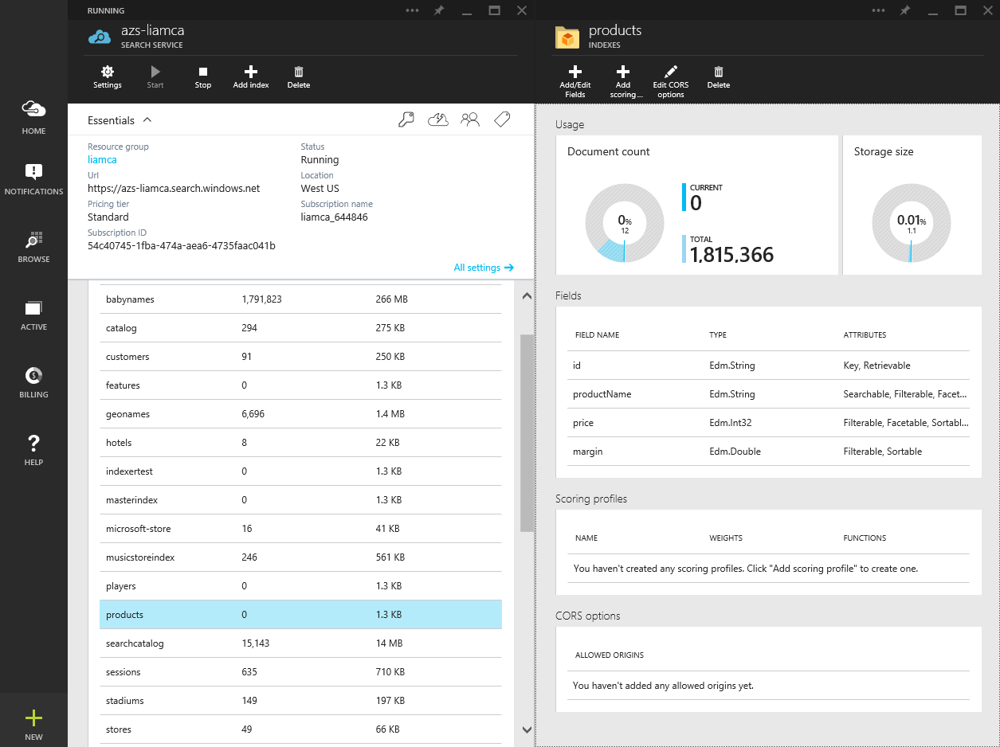 HOME
NOTIFICATIONS
BROWSE
ACTIVE
BILLING
HELP
NEW
RUNNING
azs-liamca
SEARCH SERVICE
Settings Start Stop Add index Delete
Essentials
Resource group Status
liamca Running
Url Location
https://azs-liamca.search.windows.net West US
Pricing tier Subscription name
Standard liamca_644846
Subscription ID
54c40745-1fba-474a-aea6-4735faac041b
All settings
babynames 1,791,823 266 MB
catalog 294 275 KB
customers 91 250 KB
features 0 1.3 KB
geonames 6,696 1.4 MB
hotels 8 22 KB
indexertest 0 1.3 KB
masterindex 0 1.3 KB
microsoft-store 16 41 KB
musicstoreindex 246 561 KB
players 0 1.3 KB
products 0 1.3 KB
searchcatalog 15,143 14 MB
sessions 635 710 KB
stadiums 149 197 KB
stores 49 66 KB
products
INDEXES
Add/Edit Fields
Add scoring ...
Edit CORS options
Delete
Usage
Document count
0%
12
CURRENT
0
TOTAL
1,815,366
Storage size
0.01%
1.1
Fields
FIELD NAME TYPE ATTRIBUTES
id Edm.String Key, Retrievable
productName Edm.String Searchable, Filterable, Facet...
price Edm.Int32 Filterable, Facetable, Sortabl...
margin Edm.Double Filterable, Sortable
Scoring profiles
NAME WEIGHTS FUNCTIONS
You haven't created any scoring profiles. Click "Add scoring profile" to create one.
CORS options
ALLOWED ORIGINS
You haven't added any allowed origins yet.